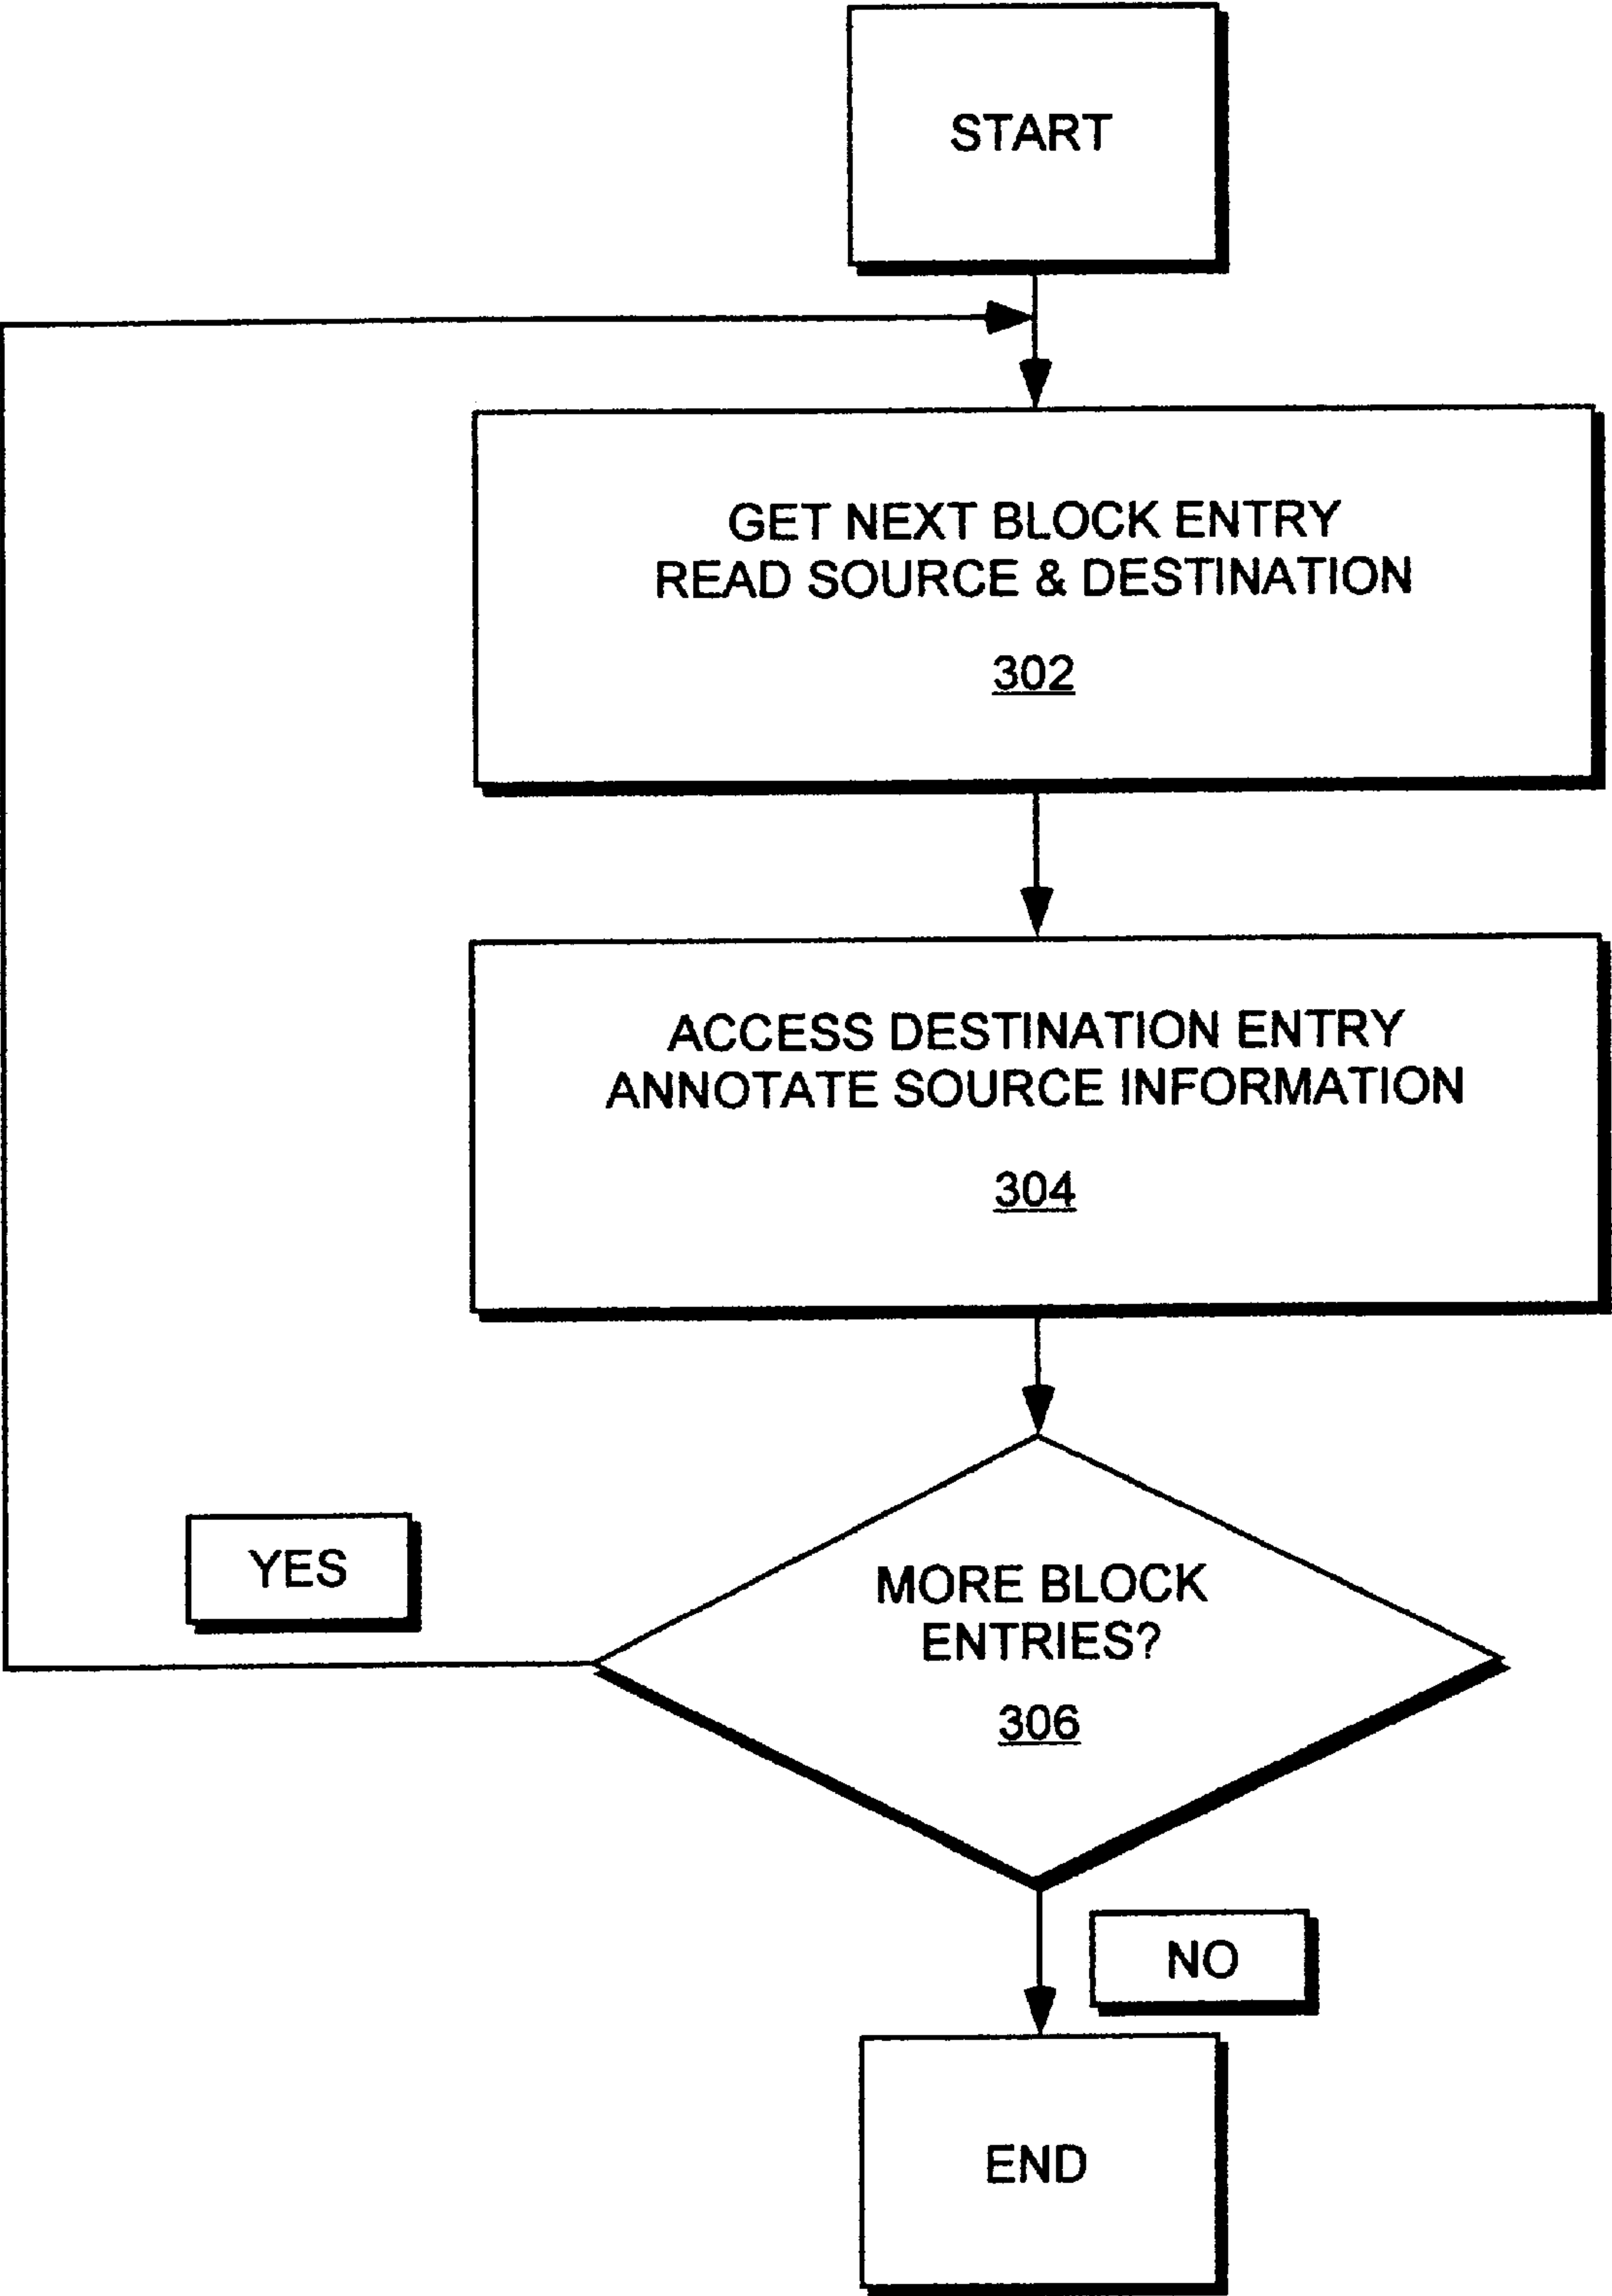 START
GET NEXT BLOCK ENTRY
READ SOURCE & DESTINATION
302
ACCESS DESTINATION ENTRY
ANNOTATE SOURCE INFORMATION
304
YES
MORE BLOCK
ENTRIES?
306
NO
END